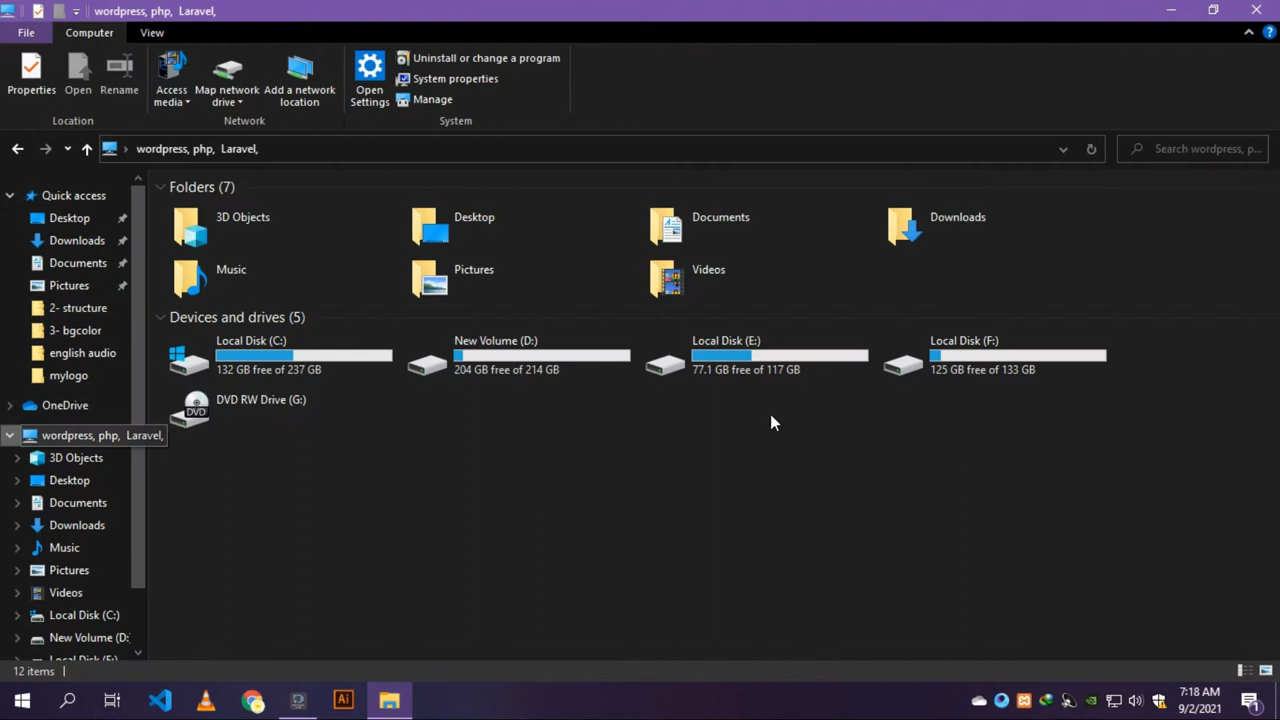 wordpress, php,  Laravel,
File
Computer
View
Properties
Open
Rename
Access media
Map network drive
Add a network location
Open Settings
Uninstall or change a program
System properties
Manage
Location
Network
System
wordpress, php,  Laravel,
Search wordpress, p...
Quick access
Desktop
Downloads
Documents
Pictures
2- structure
3- bgcolor
english audio
mylogo
OneDrive
wordpress, php,  Laravel,
3D Objects
Desktop
Documents
Downloads
Music
Pictures
Videos
Local Disk (C:)
New Volume (D:)
Local Disk (E:)
Folders (7)
3D Objects
Desktop
Documents
Downloads
Music
Pictures
Videos
Devices and drives (5)
Local Disk (C:)
132 GB free of 237 GB
New Volume (D:)
204 GB free of 214 GB
Local Disk (E:)
77.1 GB free of 117 GB
Local Disk (F:)
125 GB free of 133 GB
DVD
DVD RW Drive (G:)
12 items
Ai
7:18 AM
9/2/2021
1